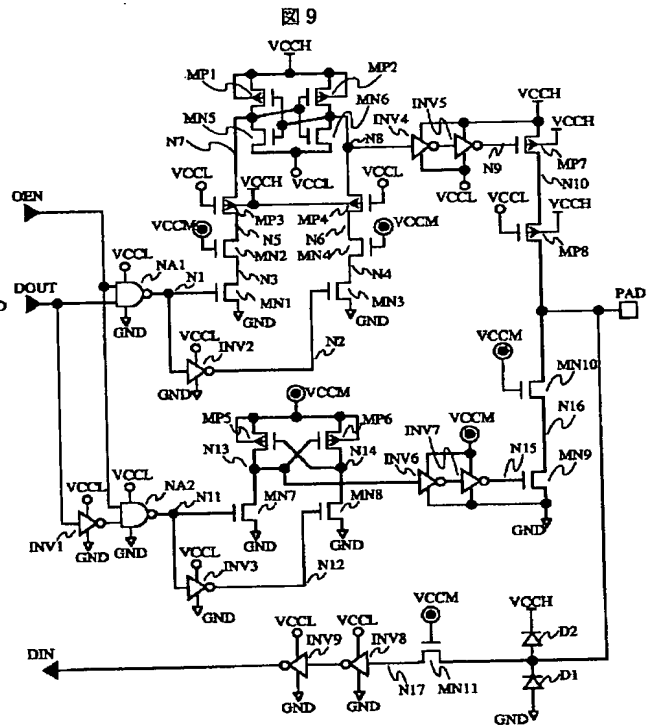 図9
VCCH
MP1
MP2
MN5
MN6
INV4
INV5
VCCH
VCCH
N7
N8
VCCL
VCCL
N9
MP7
N10
VCCL
VCCH
VCCL
VCCL
VCCH
OEN
MP3
MP4
MP8
VCCM
N5
N6
VCCM
MN2
MN4
VCCL
NA1
N1
N3
N4
DOUT
MN1
MN3
PAD
GND
GND
GND
VCCL
INV2
N2
VCCM
MN10
GND
VCCM
N16
MP5
MP6
VCCM
N13
N14
INV6
INV7
N15
MN9
VCCL
VCCL
NA2
N11
MN7
MN8
GND
INV1
GND
GND
VCCL
GND
GND
GND
INV3
N12
GND
VCCM
VCCH
VCCL
VCCL
D2
DIN
INV9
INV8
D1
GND
GND
N17
MN11
GND